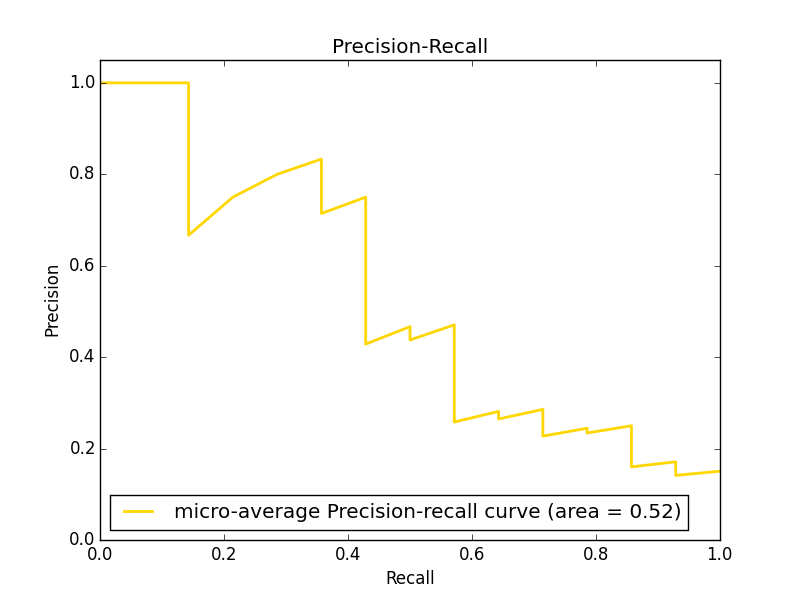 Precision-Recall
1.0
0.8
0.6
0.4
0.2
0.0
Precision
micro-average Precision-recall curve (area = 0.52)
0.0 0.2 0.4 0.6 0.8 1.0
Recall